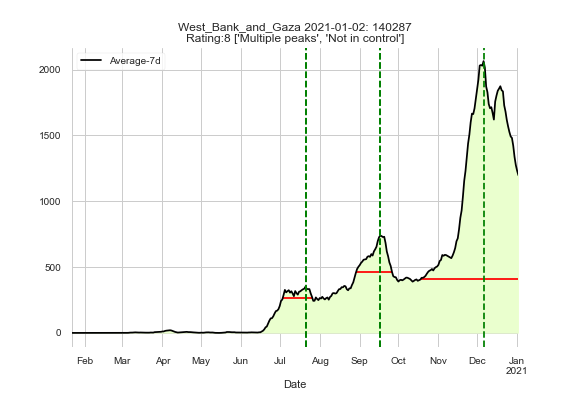 West_Bank_and_Gaza 2021-01-02: 140287
Rating:8 ['Multiple peaks', 'Not in control']
Average-7d
2000
1500
1000
500
0
Feb Mar Apr May Jun Jul Aug Sep Oct Nov Dec Jan
2021
Date